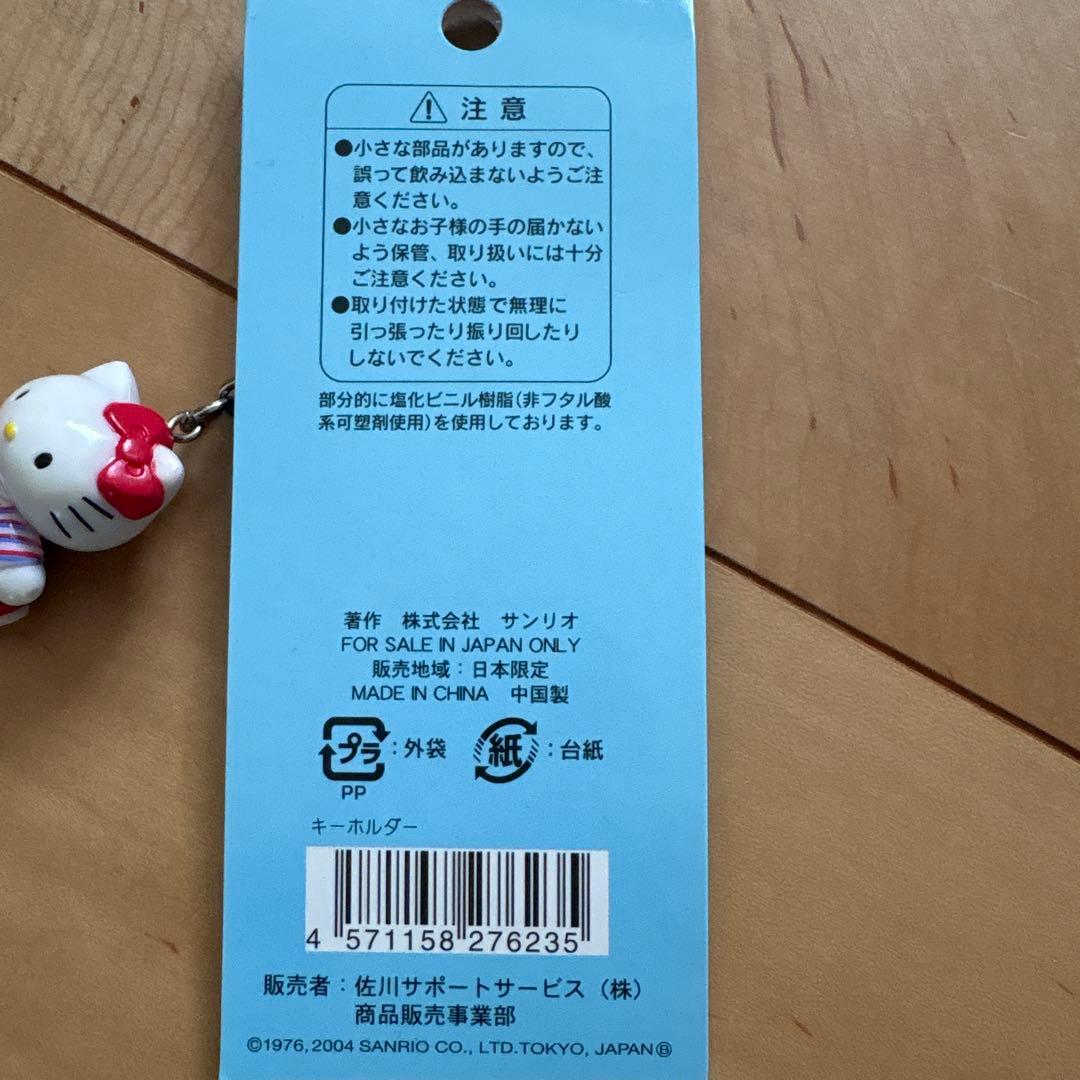 ⚠ 注意
●小さな部品がありますので、
誤って飲み込まないようご注
意ください。
●小さなお子様の手の届かない
よう保管、取り扱いには十分
ご注意ください。
●取り付けた状態で無理に
引っ張ったり振り回したり
しないでください。
部分的に塩化ビニル樹脂(非フタル酸
系可塑剤使用)を使用しております。
著作 株式会社 サンリオ
FOR SALE IN JAPAN ONLY
販売地域:日本限定
MADE IN CHINA 中国製
プラ:外袋 紙:台紙
PP
キーホルダー
4 571158 276235
販売者:佐川サポートサービス(株)
商品販売事業部
©1976, 2004 SANRIO CO., LTD. TOKYO, JAPAN Ⓑ